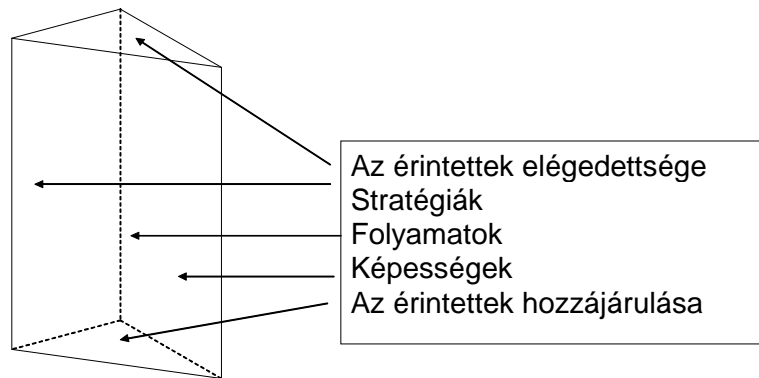 Az érintettek elégedettsége
Stratégiák
Folyamatok
Képességek
Az érintettek hozzájárulása